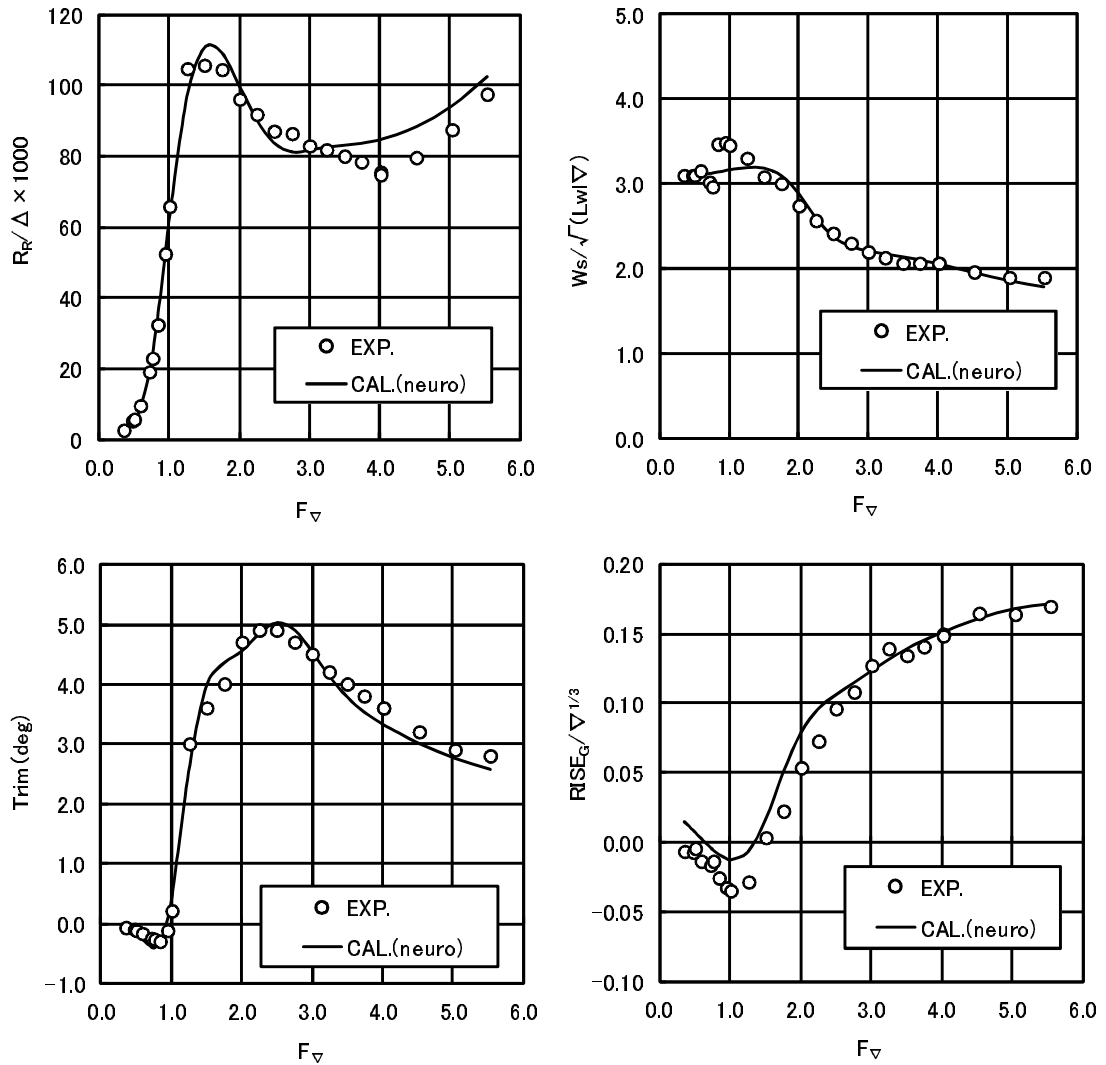 120
100
80
60
40
20
0
0.0 1.0 2.0 3.0 4.0 5.0 6.0
R_R/Δ×1000
F▽
EXP.
CAL.(neuro)
5.0
4.0
3.0
2.0
1.0
0.0
0.0 1.0 2.0 3.0 4.0 5.0 6.0
Ws/√(Lwl▽)
F▽
EXP.
CAL.(neuro)
6.0
5.0
4.0
3.0
2.0
1.0
0.0
−1.0
0.0 1.0 2.0 3.0 4.0 5.0 6.0
Trim(deg)
F▽
EXP.
CAL.(neuro)
0.20
0.15
0.10
0.05
0.00
−0.05
−0.10
0.0 1.0 2.0 3.0 4.0 5.0 6.0
RISE_G/▽^1/3
F▽
EXP.
CAL.(neuro)